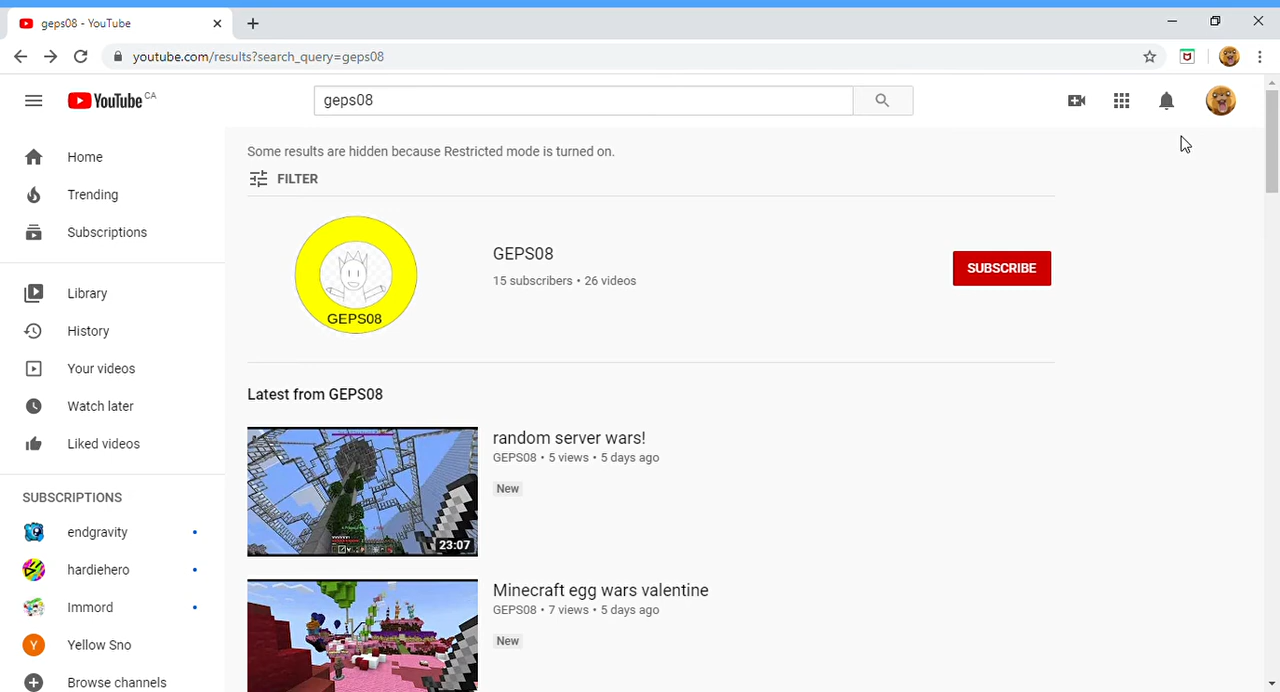 geps08 - YouTube
youtube.com/results?search_query=geps08
YouTube CA
geps08
Home
Trending
Subscriptions
Library
History
Your videos
Watch later
Liked videos
SUBSCRIPTIONS
endgravity
hardiehero
Immord
Y Yellow Sno
Browse channels
Some results are hidden because Restricted mode is turned on.
FILTER
GEPS08
GEPS08
15 subscribers • 26 videos
SUBSCRIBE
Latest from GEPS08
random server wars!
GEPS08 • 5 views • 5 days ago
New
23:07
Minecraft egg wars valentine
GEPS08 • 7 views • 5 days ago
New